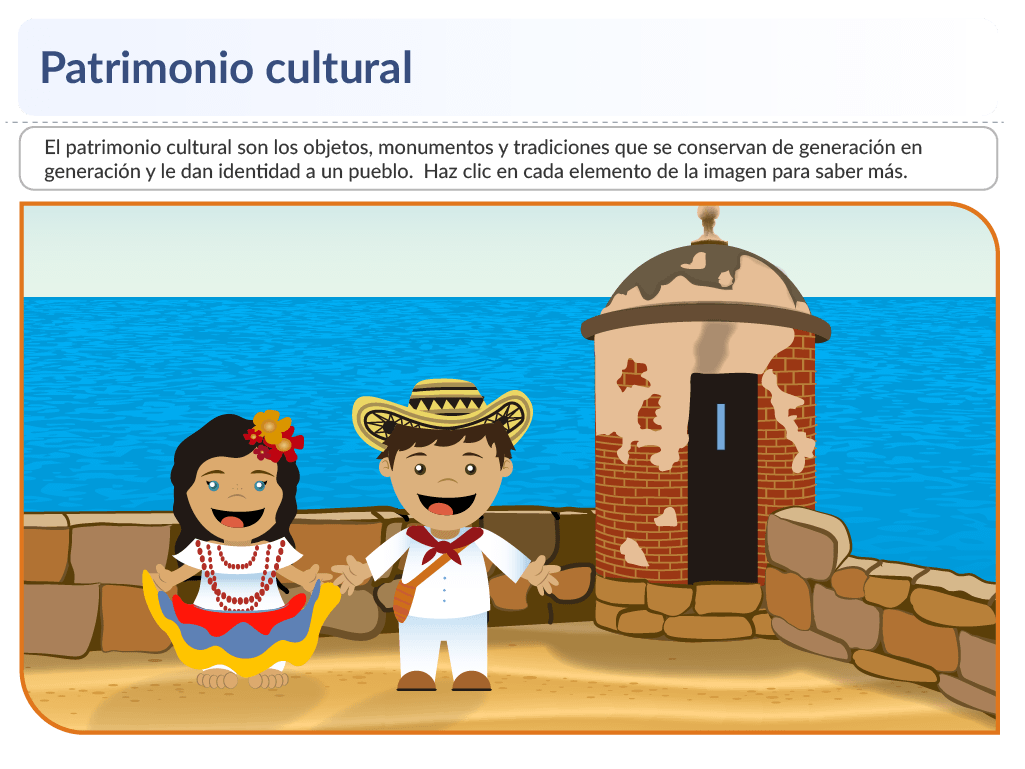 Patrimonio cultural
El patrimonio cultural son los objetos, monumentos y tradiciones que se conservan de generación en
generación y le dan identidad a un pueblo.  Haz clic en cada elemento de la imagen para saber más.